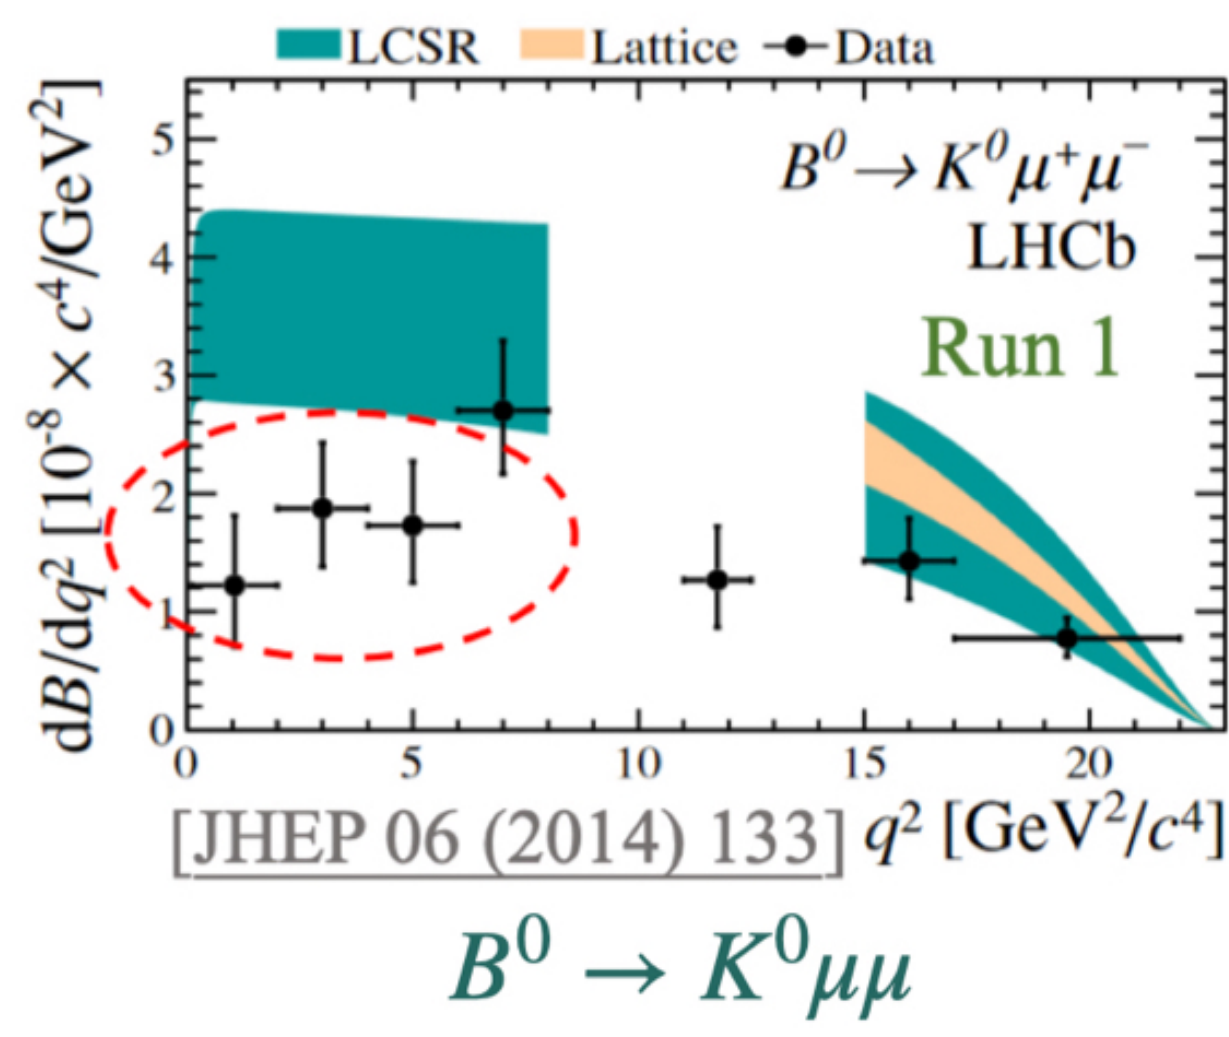 LCSR Lattice Data
dB/dq² [10⁻⁸ × c⁴/GeV²]
5
4
3
2
1
0
B⁰ → K⁰μ⁺μ⁻
LHCb
Run 1
0 5 10 15 20
[JHEP 06 (2014) 133] q² [GeV²/c⁴]
B⁰ → K⁰μμ